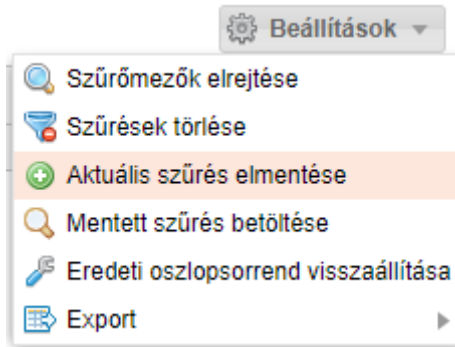 Beállítások
Szűrőmezők elrejtése
Szűrések törlése
Aktuális szűrés elmentése
Mentett szűrés betöltése
Eredeti oszlopsorrend visszaállítása
Export